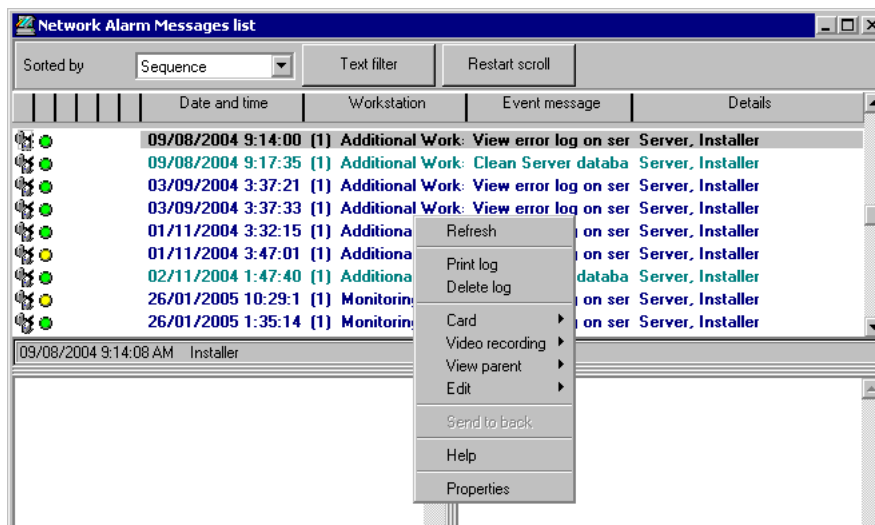 Network Alarm Messages list
Sorted by Sequence Text filter Restart scroll
Date and time Workstation Event message Details
09/08/2004 9:14:00 (1) Additional Work: View error log on ser Server, Installer
09/08/2004 9:17:35 (1) Additional Work: Clean Server databa Server, Installer
03/09/2004 3:37:21 (1) Additional Work: View error log on ser Server, Installer
03/09/2004 3:37:33 (1) Additional Work: View error log on ser Server, Installer
01/11/2004 3:32:15 (1) Additiona on ser Server, Installer
01/11/2004 3:47:01 (1) Additiona on ser Server, Installer
02/11/2004 1:47:40 (1) Additiona databa Server, Installer
26/01/2005 10:29:1 (1) Monitoring on ser Server, Installer
26/01/2005 1:35:14 (1) Monitoring on ser Server, Installer
09/08/2004 9:14:08 AM Installer
Refresh
Print log
Delete log
Card
Video recording
View parent
Edit
Send to back
Help
Properties